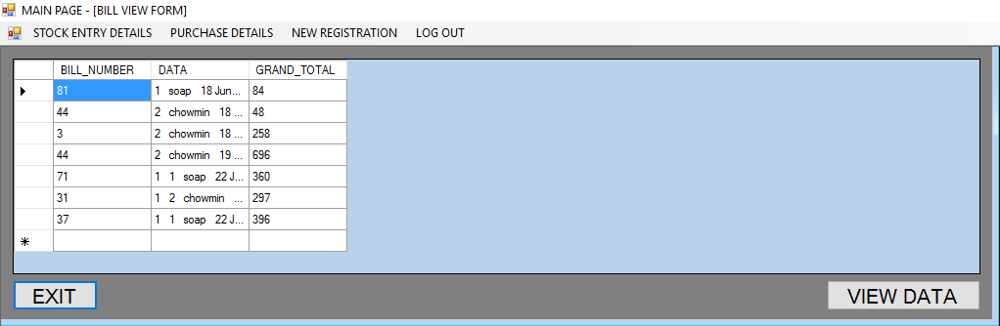 MAIN PAGE - [BILL VIEW FORM]
STOCK ENTRY DETAILS PURCHASE DETAILS NEW REGISTRATION LOG OUT
BILL_NUMBER DATA GRAND_TOTAL
81 1 soap 18 Jun... 84
44 2 chowmin 18 ... 48
3 2 chowmin 18 ... 258
44 2 chowmin 19 ... 696
71 1 1 soap 22 J... 360
31 1 2 chowmin ... 297
37 1 1 soap 22 J... 396
EXIT VIEW DATA